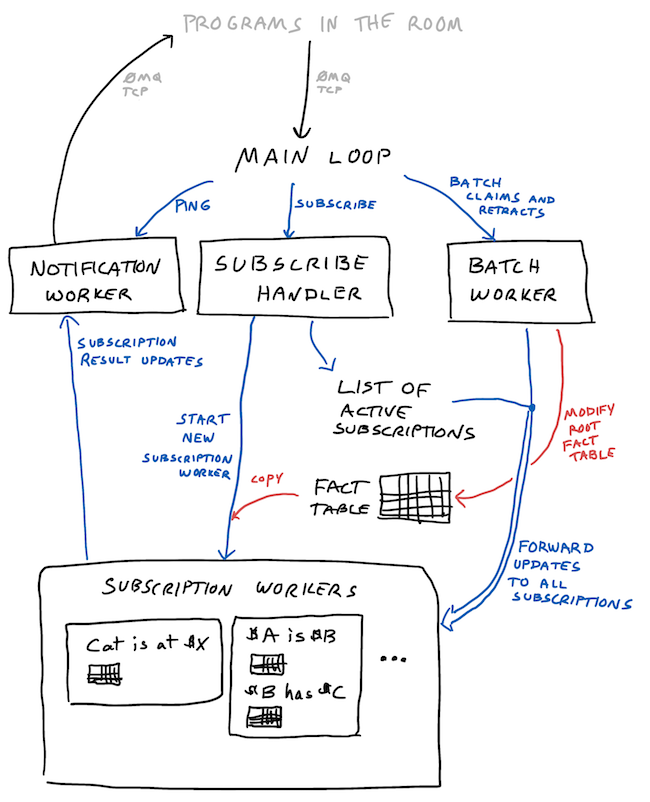 PROGRAMS IN THE ROOM
ØMQ
TCP
ØMQ
TCP
MAIN LOOP
PING
SUBSCRIBE
BATCH
CLAIMS AND
RETRACTS
NOTIFICATION
WORKER
SUBSCRIBE
HANDLER
BATCH
WORKER
SUBSCRIPTION
RESULT UPDATES
LIST OF
ACTIVE
SUBSCRIPTIONS
START
NEW
SUBSCRIPTION
WORKER
MODIFY
ROOT
FACT
TABLE
COPY
FACT
TABLE
FORWARD
UPDATES
TO ALL
SUBSCRIPTIONS
SUBSCRIPTION WORKERS
Cat is at $X
$A is $B
$B has $C
...